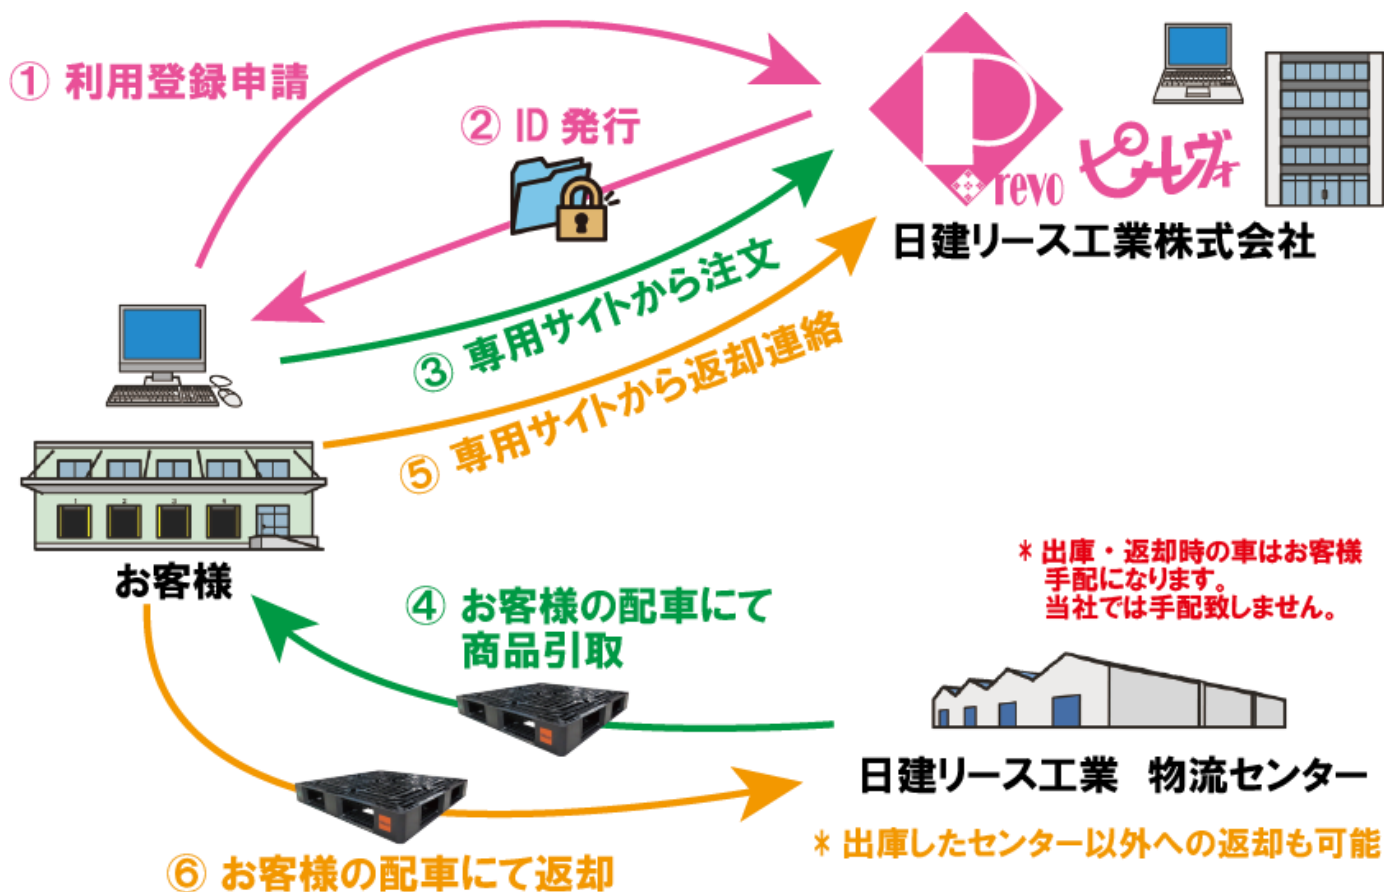 ① 利用登録申請
② ID 発行
P
revo
ピーレヴォ
日建リース工業株式会社
③ 専用サイトから注文
⑤ 専用サイトから返却連絡
1 2 3 4
お客様
＊ 出庫・返却時の車はお客様
手配になります。
当社では手配致しません。
④ お客様の配車にて
商品引取
日建リース工業　物流センター
＊ 出庫したセンター以外への返却も可能
⑥ お客様の配車にて返却